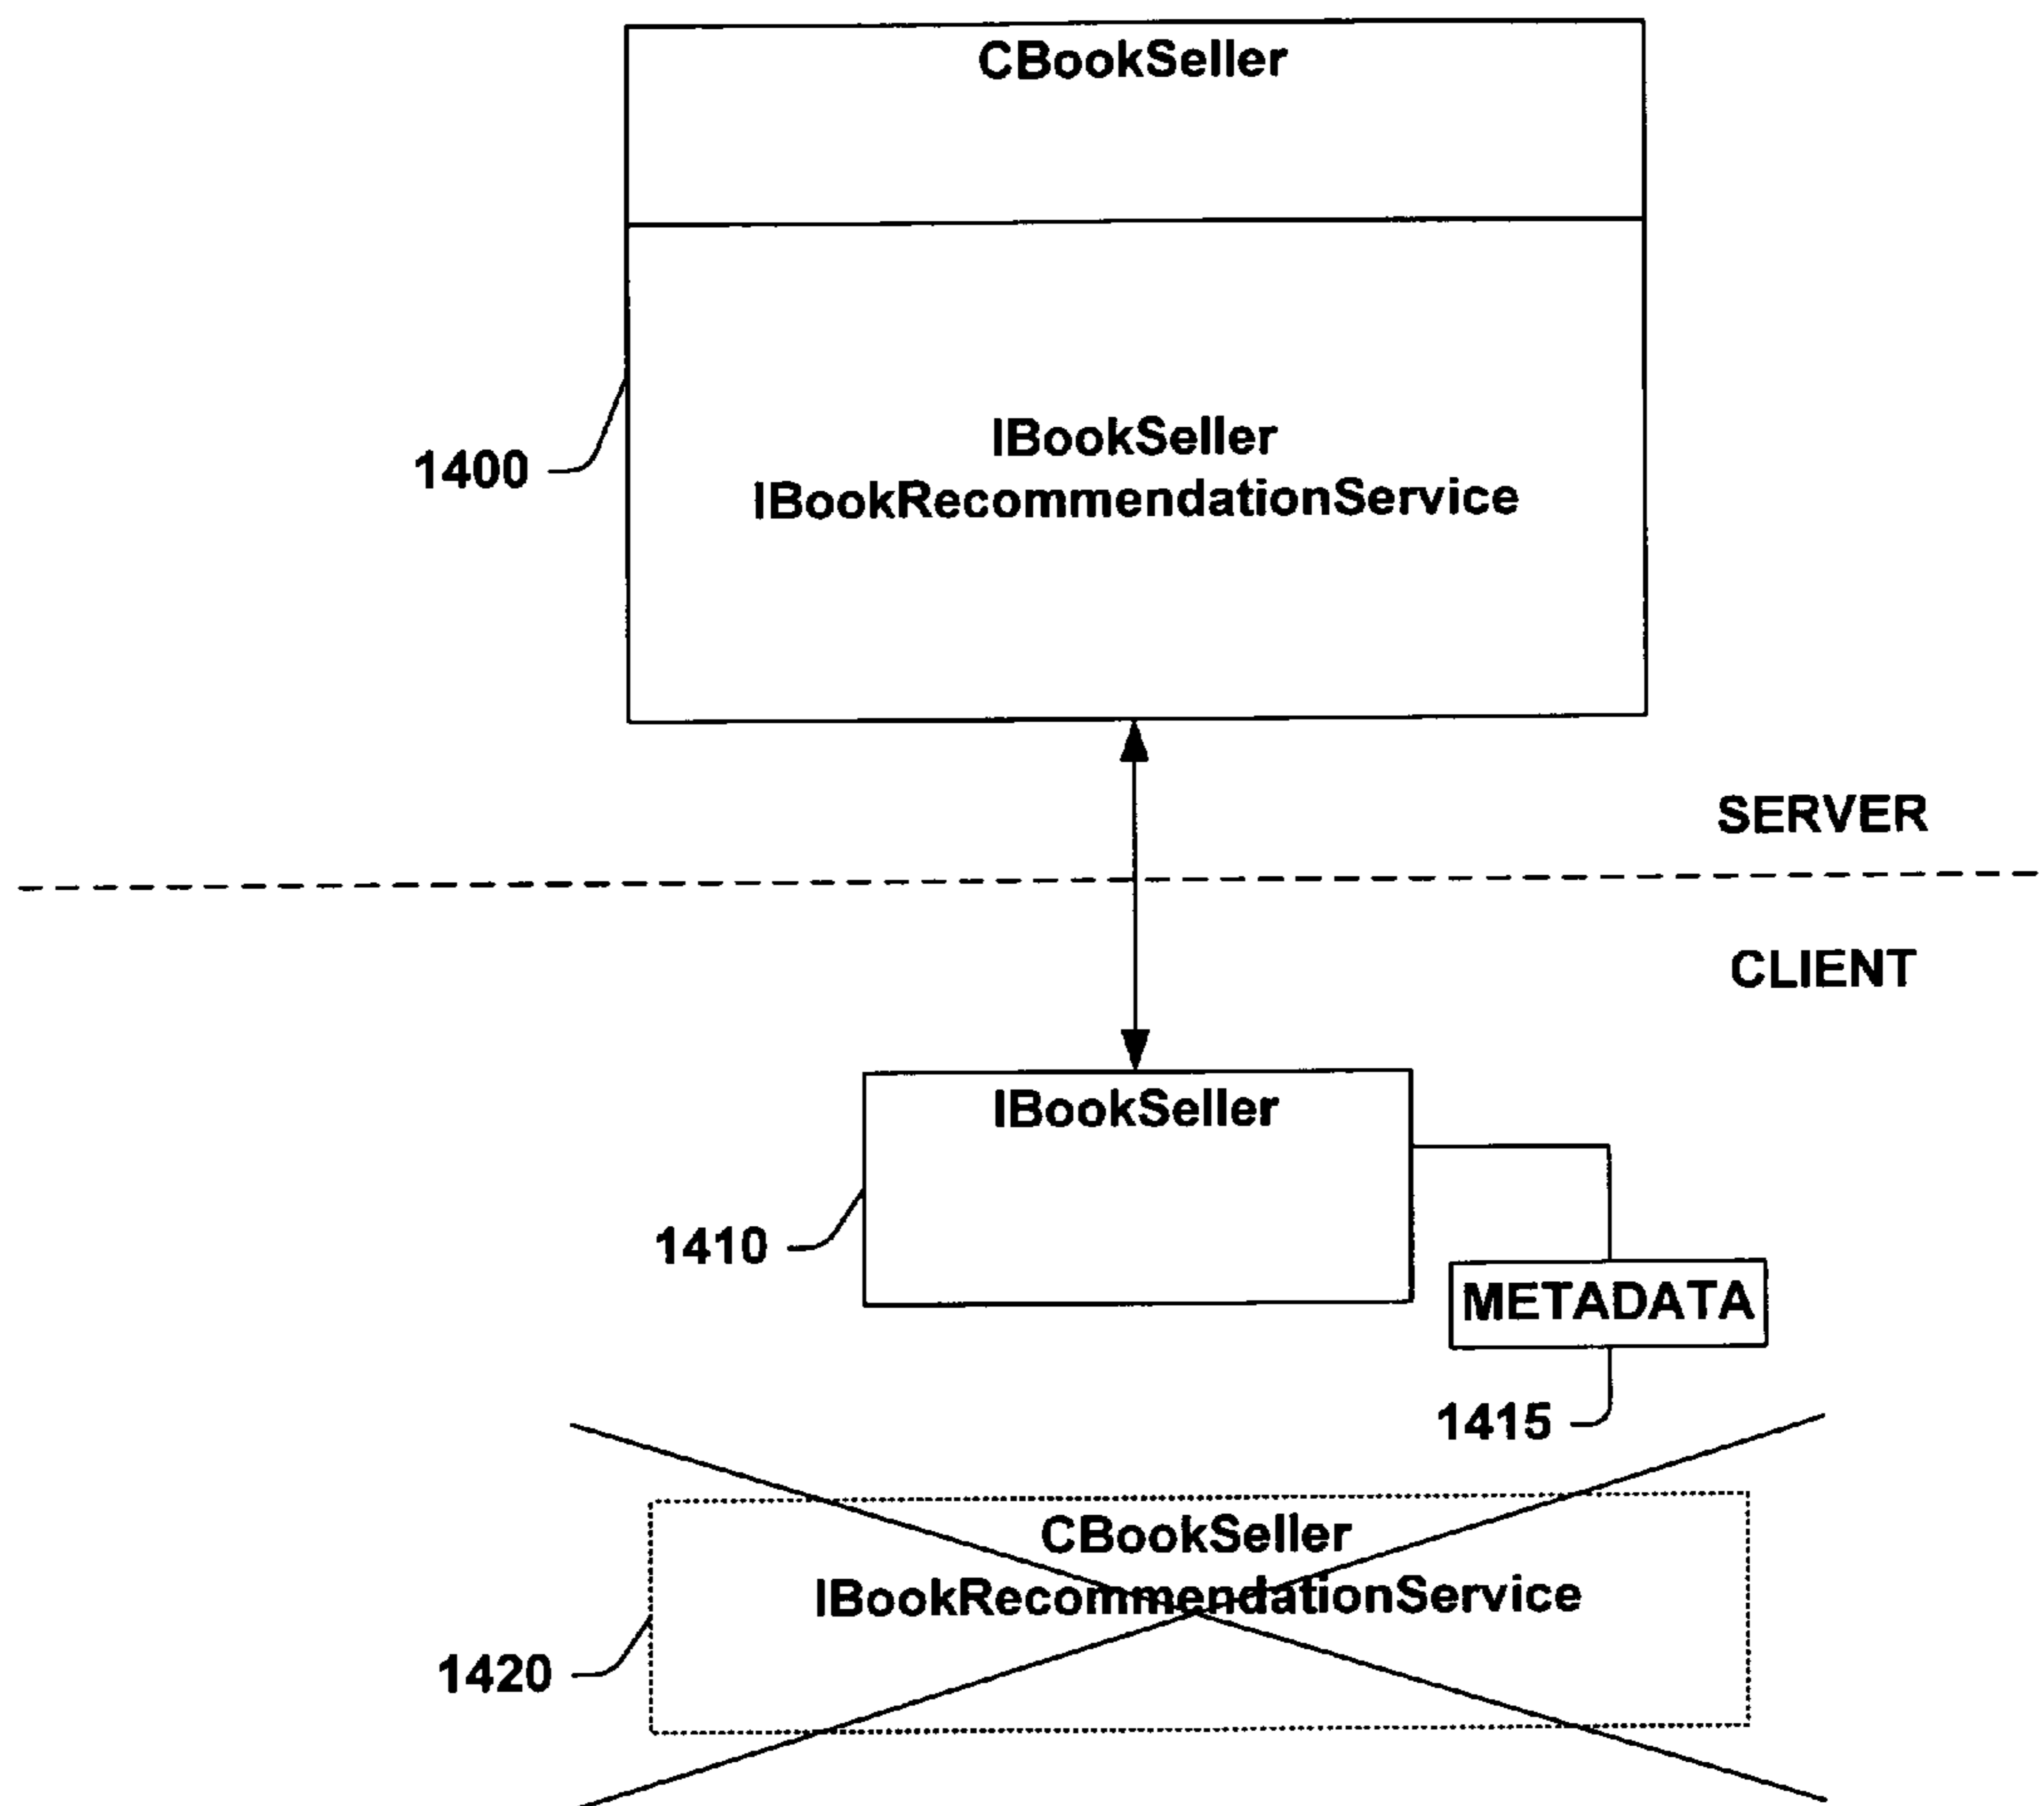 CBookSeller
IBookSeller
1400
IBookRecommendationService
SERVER
CLIENT
IBookSeller
1410
METADATA
1415
CBookSeller
IBookRecommendationService
1420